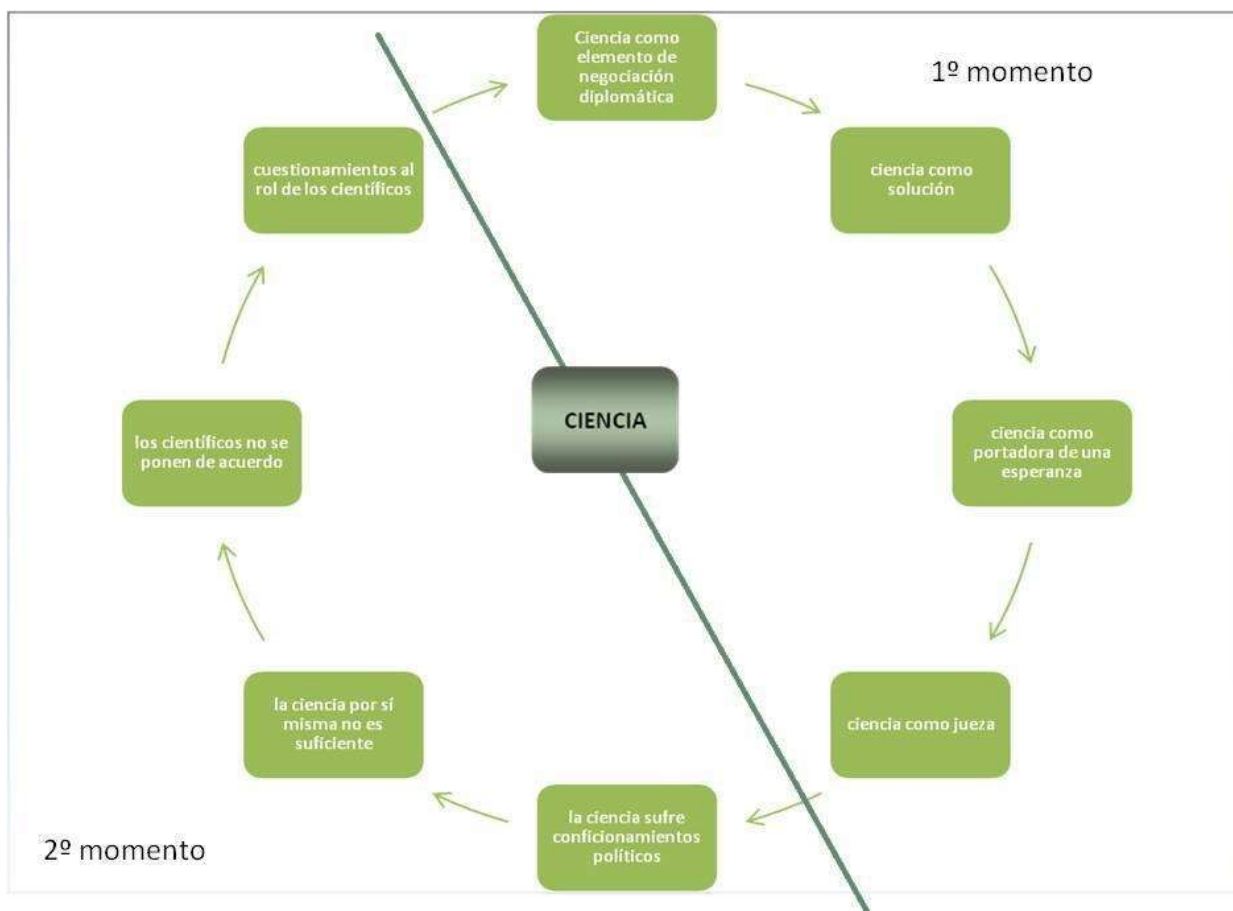 Ciencia como
elemento de
negociación
diplomática
1º momento
ciencia como
solución
ciencia como
portadora de una
esperanza
ciencia como jueza
la ciencia sufre
conficionamientos
políticos
2º momento
la ciencia por sí
misma no es
suficiente
los científicos no se
ponen de acuerdo
cuestionamientos al
rol de los científicos
CIENCIA